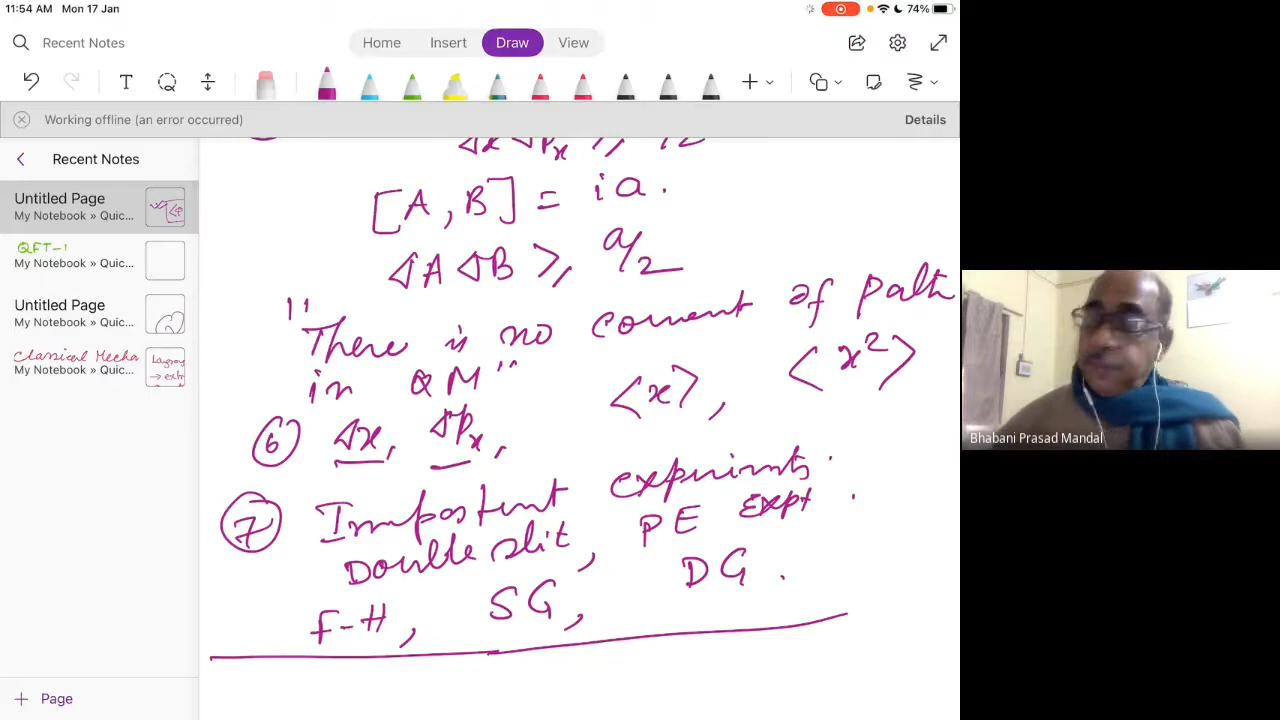 11:54 AM Mon 17 Jan
74%
Recent Notes
Home Insert Draw View
Working offline (an error occurred)
Details
Recent Notes
Untitled Page
My Notebook » Quic...
QFT-1
My Notebook » Quic...
Untitled Page
My Notebook » Quic...
Classical Mecha
My Notebook » Quic...
Page
[A, B] = ia.
ΔA ΔB ≥, a/2
"There is no convent of path
in QM"
<x>, <x²>
⑥ Δx, ΔPx,
⑦ Important experiments.
Double slit, PE Expt.
F-H, SG, DG.
Bhabani Prasad Mandal